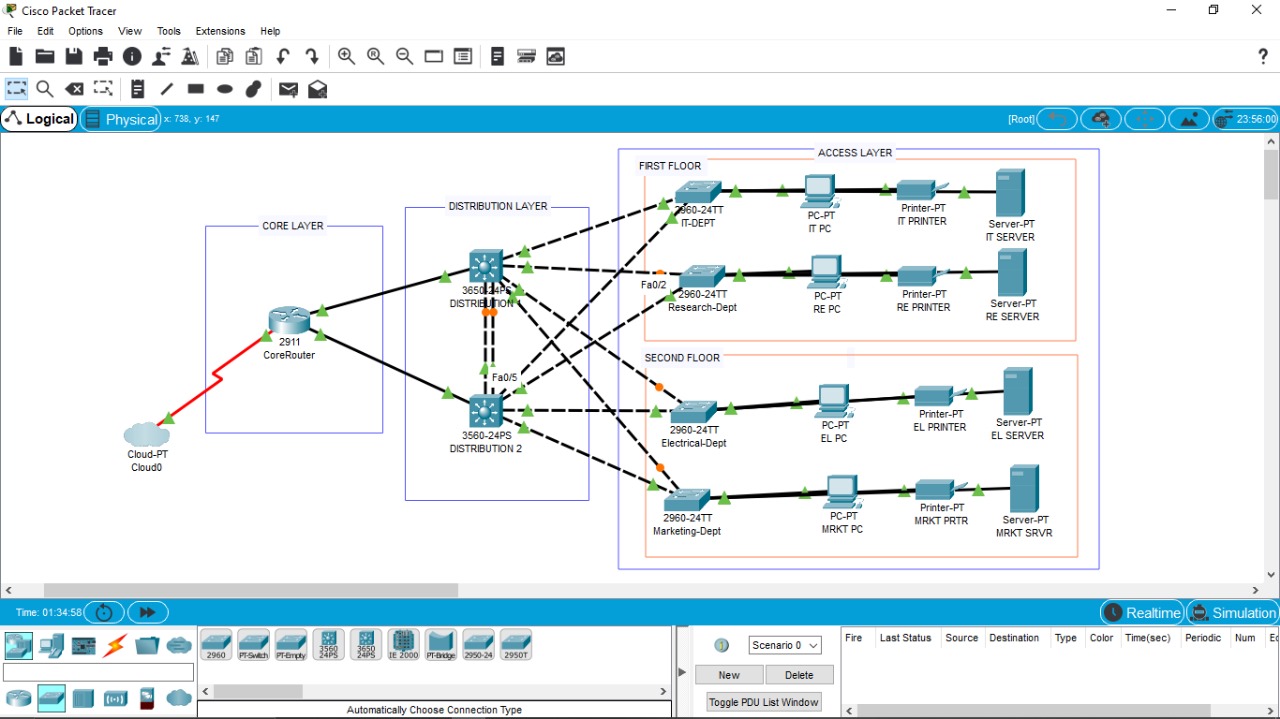 Cisco Packet Tracer
File Edit Options View Tools Extensions Help
?
Logical Physical x: 738, y: 147 [Root] 23:56:00
ACCESS LAYER
FIRST FLOOR
DISTRIBUTION LAYER
CORE LAYER
2960-24TT
IT-DEPT
PC-PT
IT PC
Printer-PT
IT PRINTER
Server-PT
IT SERVER
3650-24PS
DISTRIBUTION 1
Fa0/2
2960-24TT
Research-Dept
PC-PT
RE PC
Printer-PT
RE PRINTER
Server-PT
RE SERVER
2911
CoreRouter
SECOND FLOOR
Fa0/5
3560-24PS
DISTRIBUTION 2
2960-24TT
Electrical-Dept
PC-PT
EL PC
Printer-PT
EL PRINTER
Server-PT
EL SERVER
Cloud-PT
Cloud0
2960-24TT
Marketing-Dept
PC-PT
MRKT PC
Printer-PT
MRKT PRTR
Server-PT
MRKT SRVR
Time: 01:34:58 Realtime Simulation
2960 PT-Switch PT-Empty 3560 24PS 3650 24PS IE 2000 PT-Bridge 2950-24 2950T
Scenario 0
New Delete
Toggle PDU List Window
Fire Last Status Source Destination Type Color Time(sec) Periodic Num
Automatically Choose Connection Type